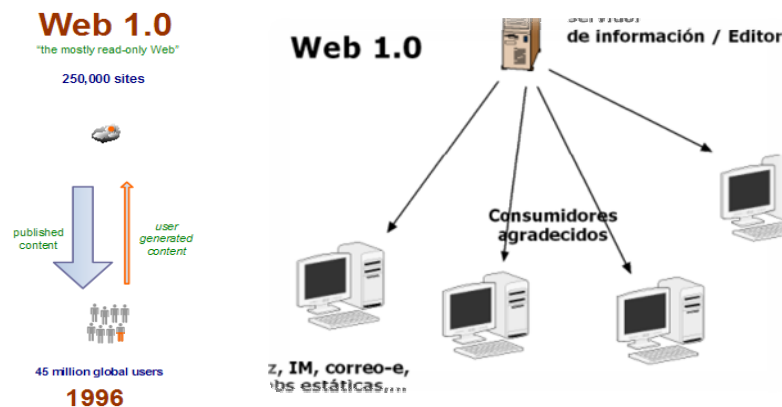 Web 1.0
"the mostly read-only Web"
250,000 sites
published
content
user
generated
content
45 million global users
1996
Web 1.0
servidor
de información / Editor
Consumidores
agradecidos
z, IM, correo-e,
estáticas